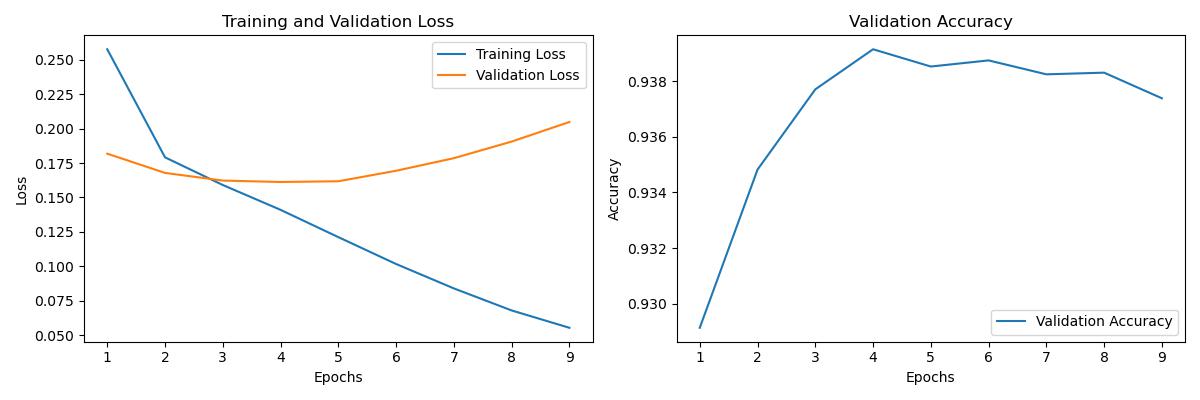 Training and Validation Loss
Training Loss
Validation Loss
0.250
0.225
0.200
0.175
0.150
0.125
0.100
0.075
0.050
Loss
1 2 3 4 5 6 7 8 9
Epochs
Validation Accuracy
0.938
0.936
0.934
0.932
0.930
Accuracy
Validation Accuracy
1 2 3 4 5 6 7 8 9
Epochs